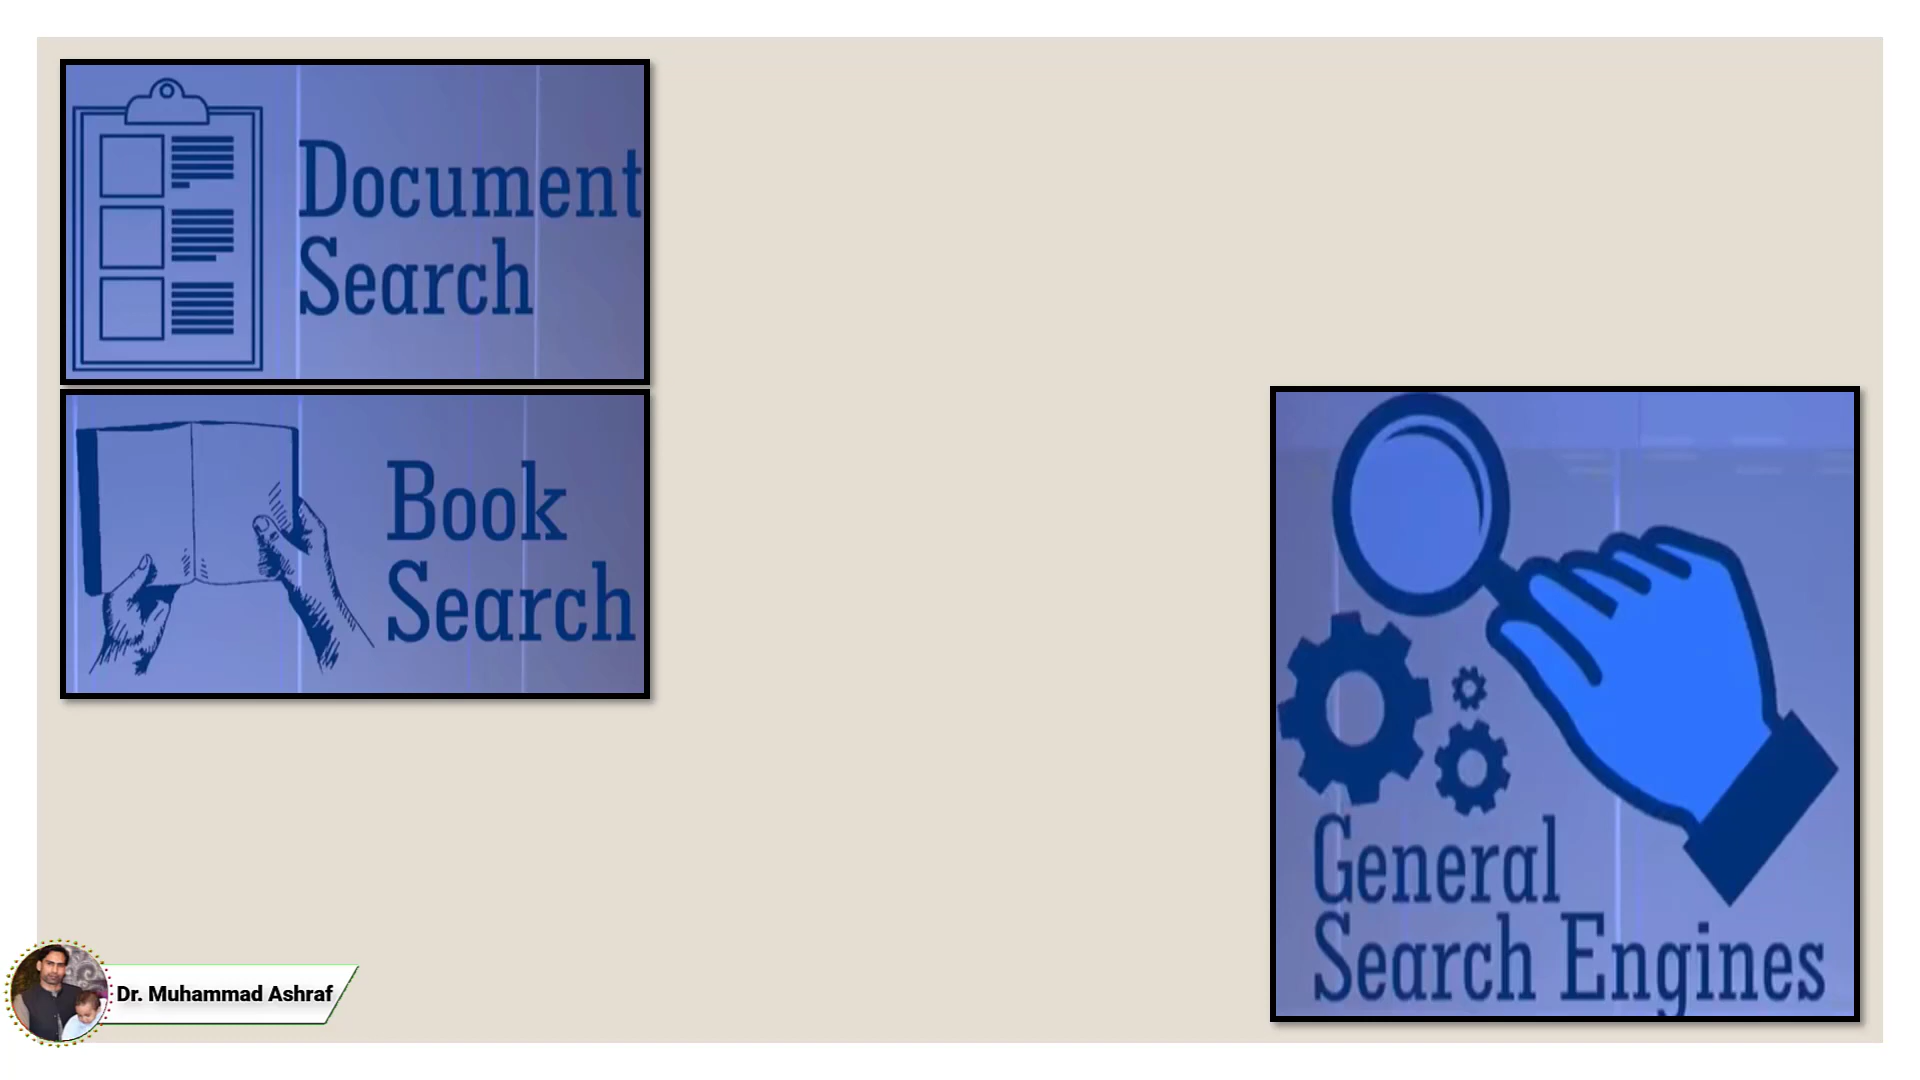 Document
Search
Book
Search
General
Search Engines
Dr. Muhammad Ashraf